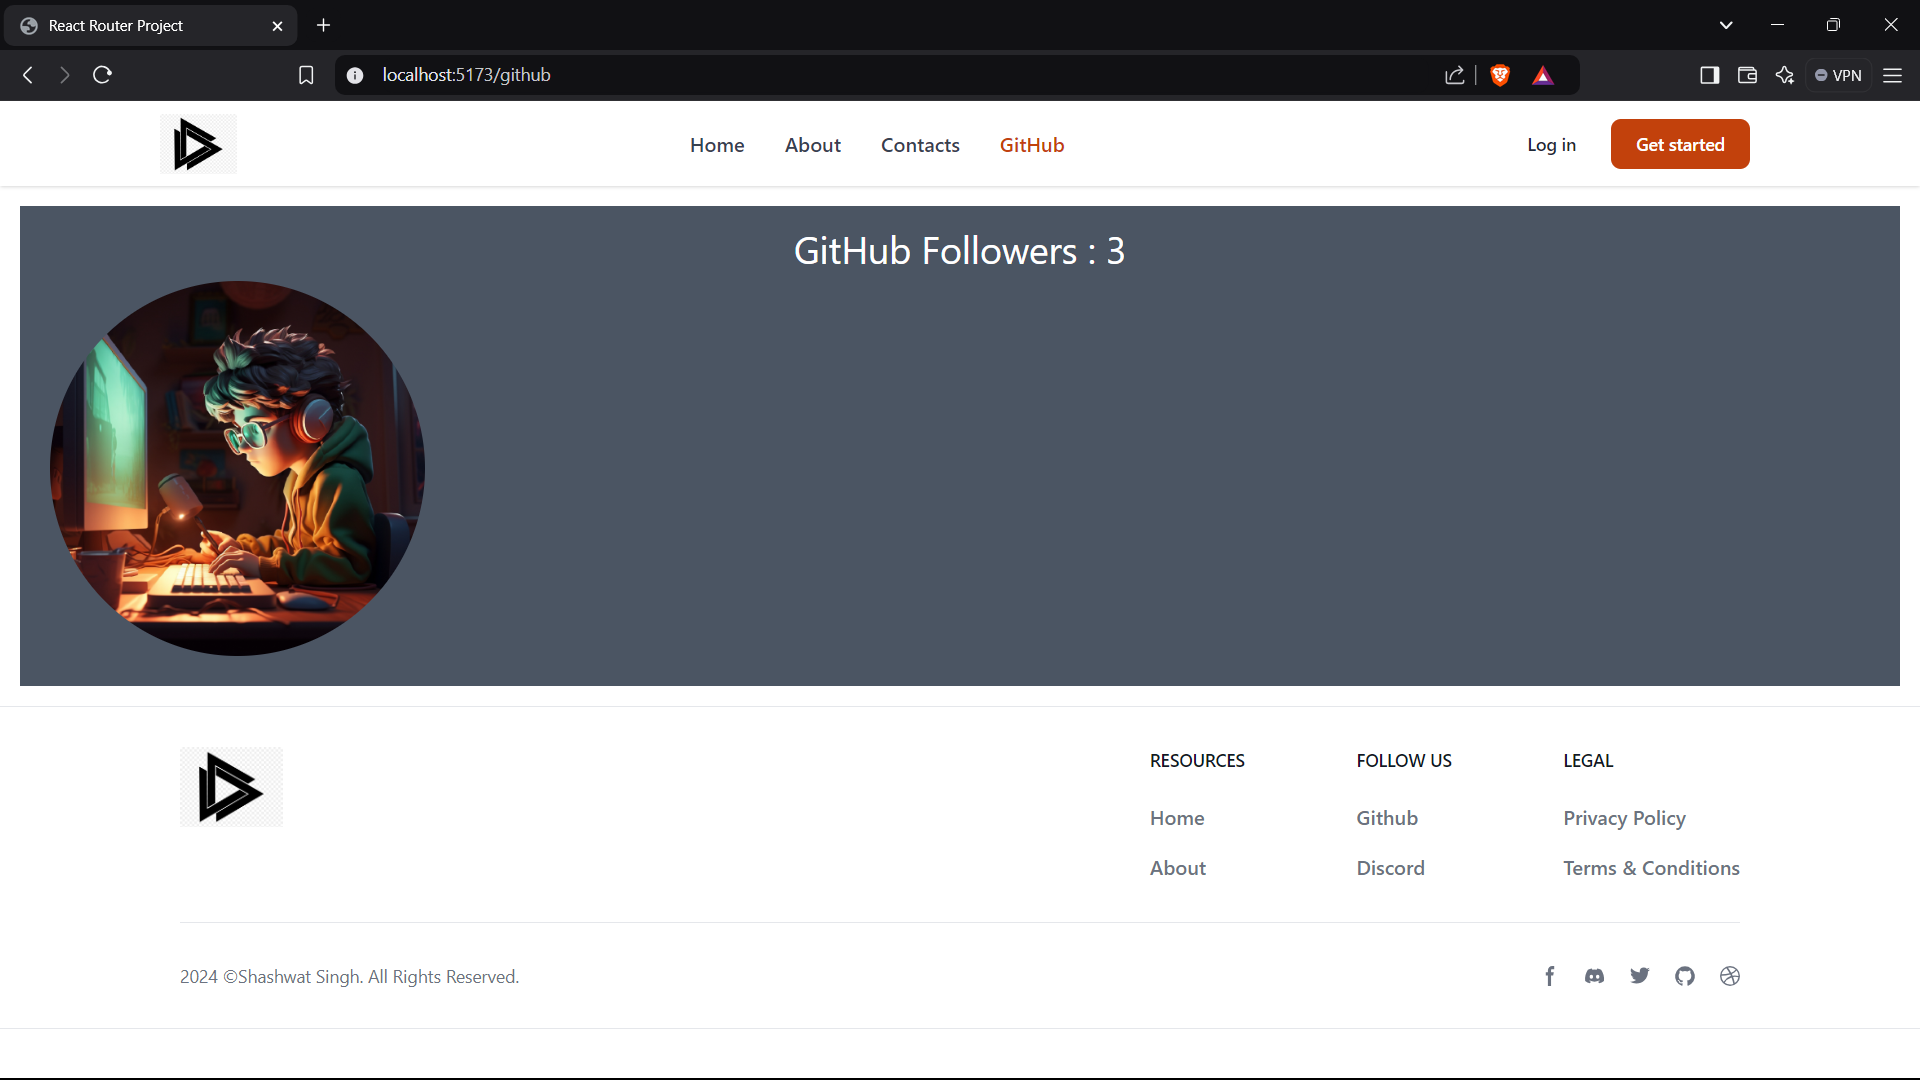 React Router Project
localhost:5173/github
VPN
Home About Contacts GitHub
Log in Get started
GitHub Followers : 3
RESOURCES FOLLOW US LEGAL
Home Github Privacy Policy
About Discord Terms & Conditions
2024 ©Shashwat Singh. All Rights Reserved.